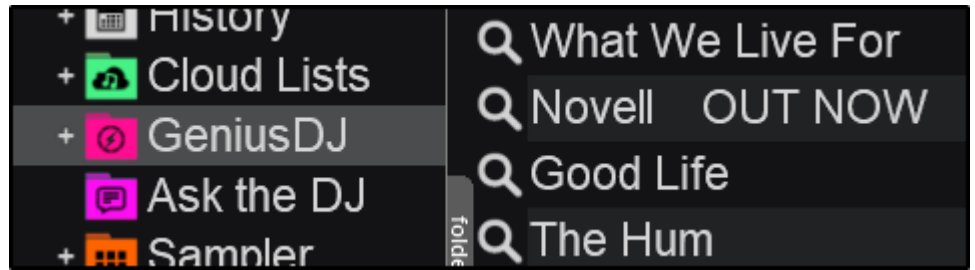 History
Cloud Lists
GeniusDJ
Ask the DJ
Sampler
folde
What We Live For
Novell OUT NOW
Good Life
The Hum